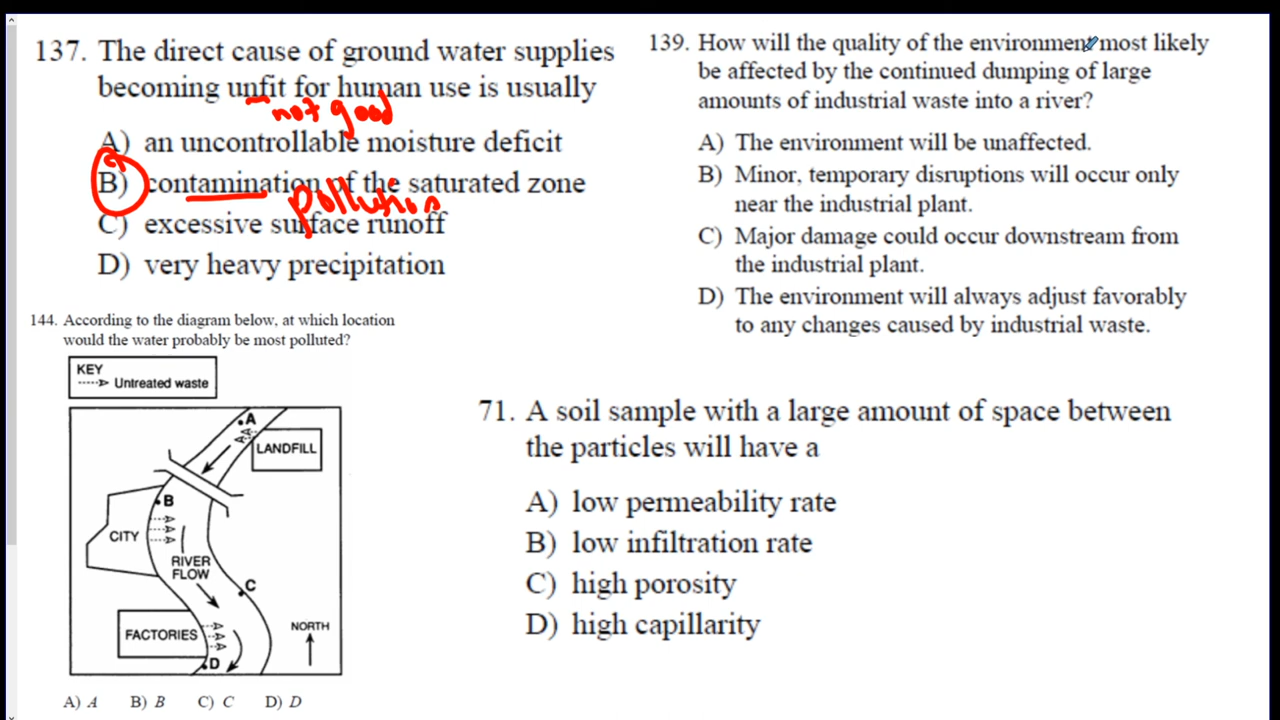 137. The direct cause of ground water supplies
becoming unfit for human use is usually
not good
A) an uncontrollable moisture deficit
B) contamination of the saturated zone
pollution
C) excessive surface runoff
D) very heavy precipitation
144. According to the diagram below, at which location
would the water probably be most polluted?
KEY
Untreated waste
A
LANDFILL
B
CITY
RIVER
FLOW
C
FACTORIES
NORTH
D
A) A B) B C) C D) D
139. How will the quality of the environment most likely
be affected by the continued dumping of large
amounts of industrial waste into a river?
A) The environment will be unaffected.
B) Minor, temporary disruptions will occur only
near the industrial plant.
C) Major damage could occur downstream from
the industrial plant.
D) The environment will always adjust favorably
to any changes caused by industrial waste.
71. A soil sample with a large amount of space between
the particles will have a
A) low permeability rate
B) low infiltration rate
C) high porosity
D) high capillarity